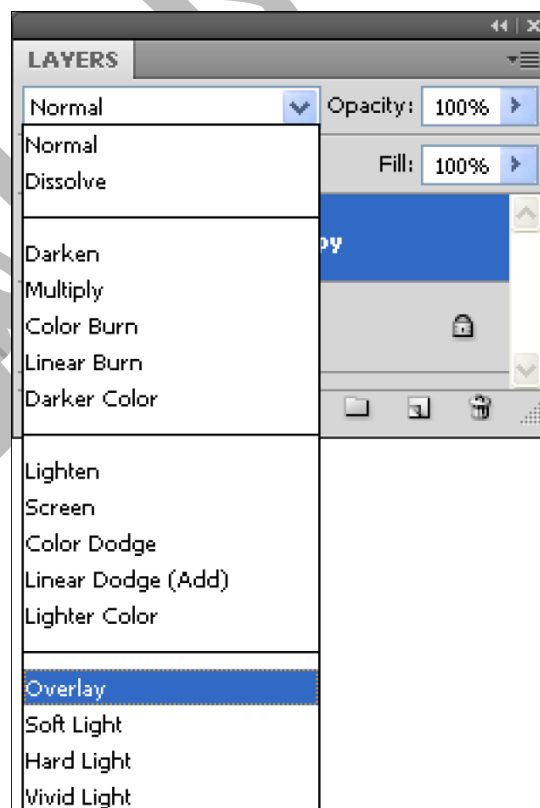 LAYERS
Normal Opacity: 100%
Fill: 100%
Normal
Dissolve
Darken
Multiply
Color Burn
Linear Burn
Darker Color
Lighten
Screen
Color Dodge
Linear Dodge (Add)
Lighter Color
Overlay
Soft Light
Hard Light
Vivid Light